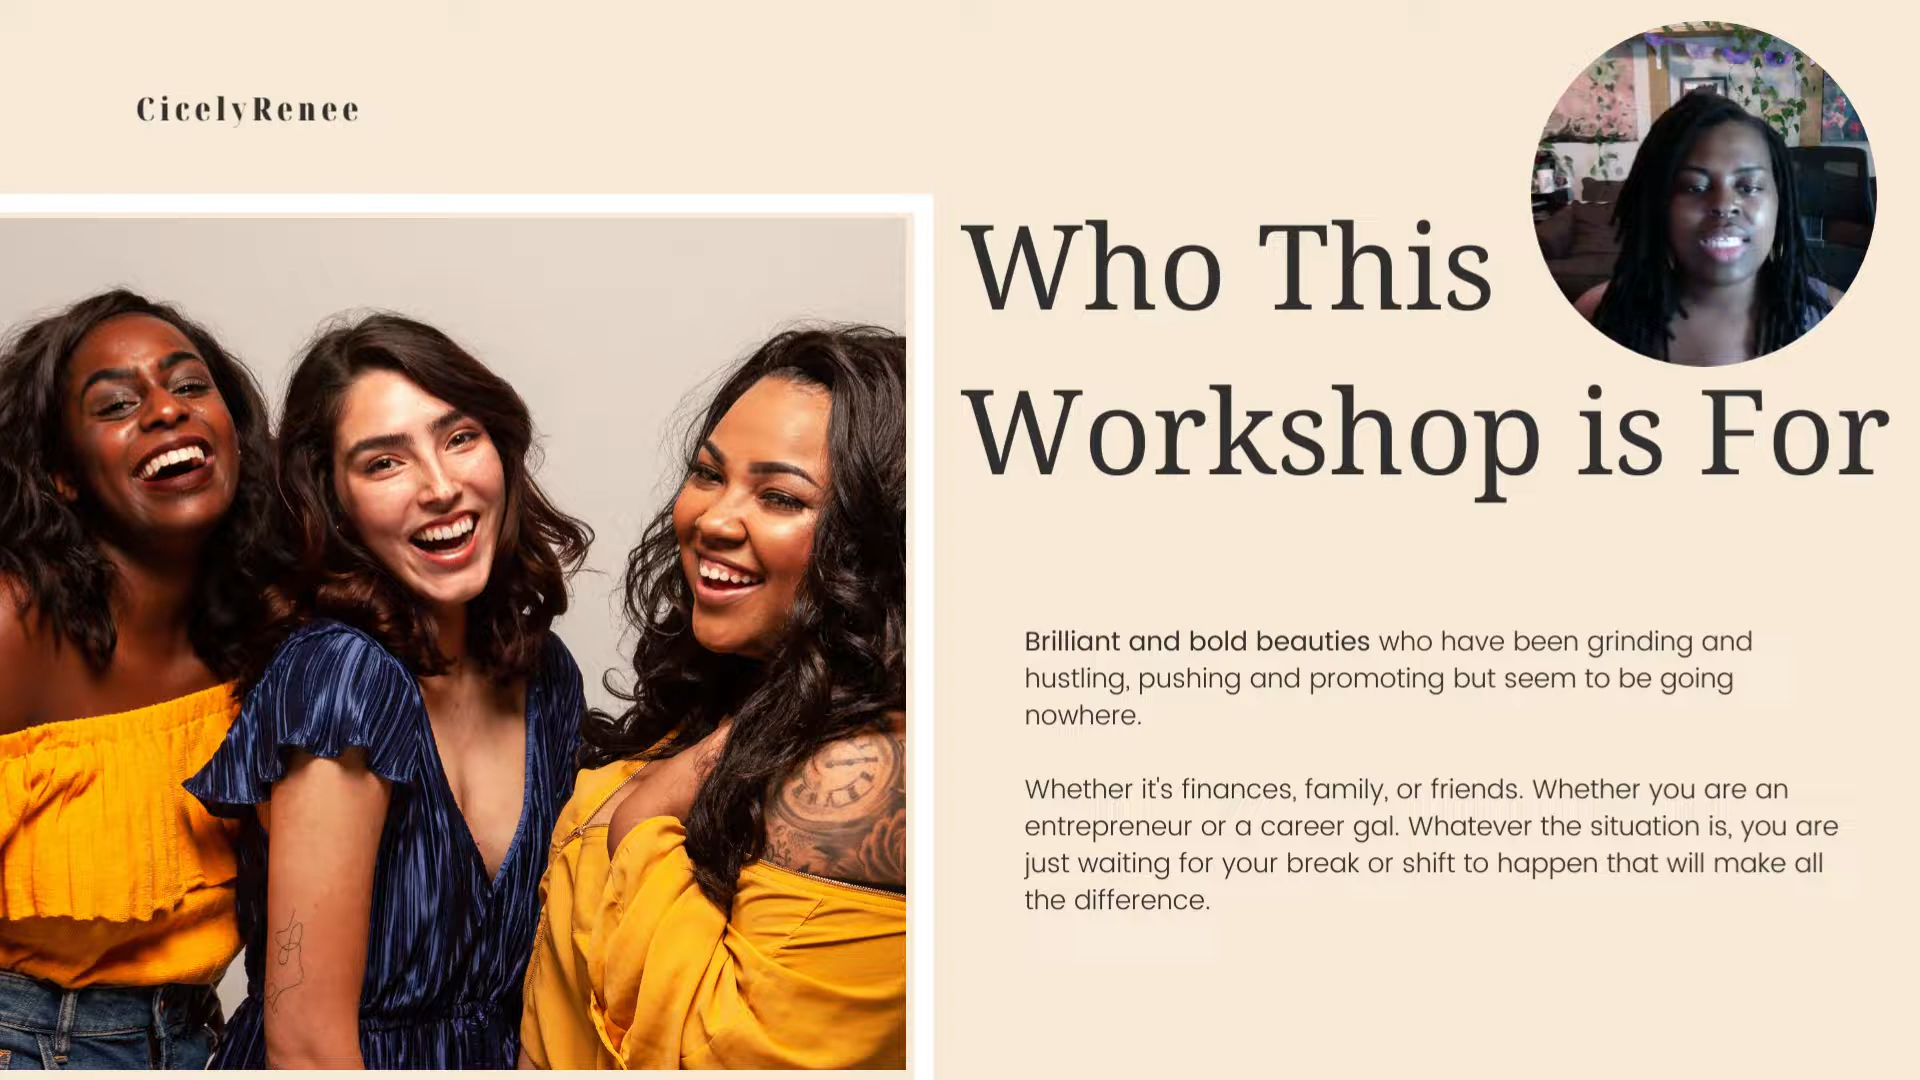 CicelyRenee
Who This
Workshop is For
Brilliant and bold beauties who have been grinding and
hustling, pushing and promoting but seem to be going
nowhere.
Whether it's finances, family, or friends. Whether you are an
entrepreneur or a career gal. Whatever the situation is, you are
just waiting for your break or shift to happen that will make all
the difference.